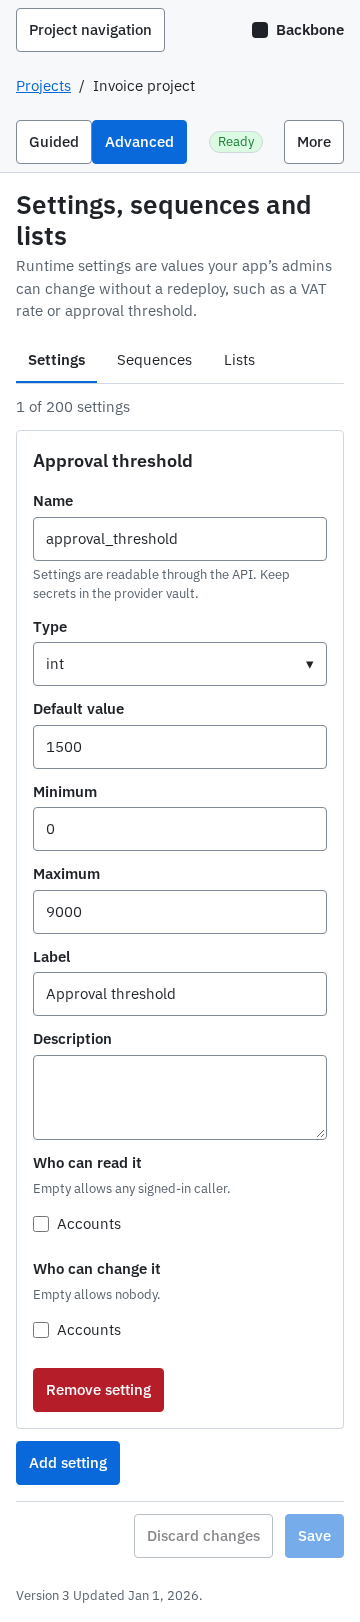 Project navigation
Backbone
Projects / Invoice project
Guided
Advanced
Ready
More
Settings, sequences and
lists
Runtime settings are values your app’s admins
can change without a redeploy, such as a VAT
rate or approval threshold.
Settings
Sequences
Lists
1 of 200 settings
Approval threshold
Name
approval_threshold
Settings are readable through the API. Keep
secrets in the provider vault.
Type
int
Default value
1500
Minimum
0
Maximum
9000
Label
Approval threshold
Description
Who can read it
Empty allows any signed-in caller.
Accounts
Who can change it
Empty allows nobody.
Accounts
Remove setting
Add setting
Discard changes
Save
Version 3 Updated Jan 1, 2026.